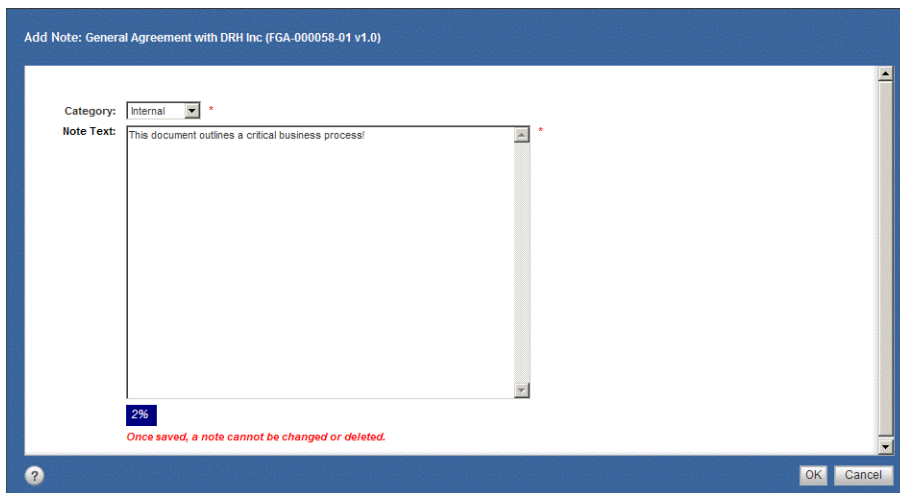 Add Note: General Agreement with DRH Inc (FGA-000058-01 v1.0)
Category: Internal *
Note Text: This document outlines a critical business process! *
2%
Once saved, a note cannot be changed or deleted.
? OK Cancel